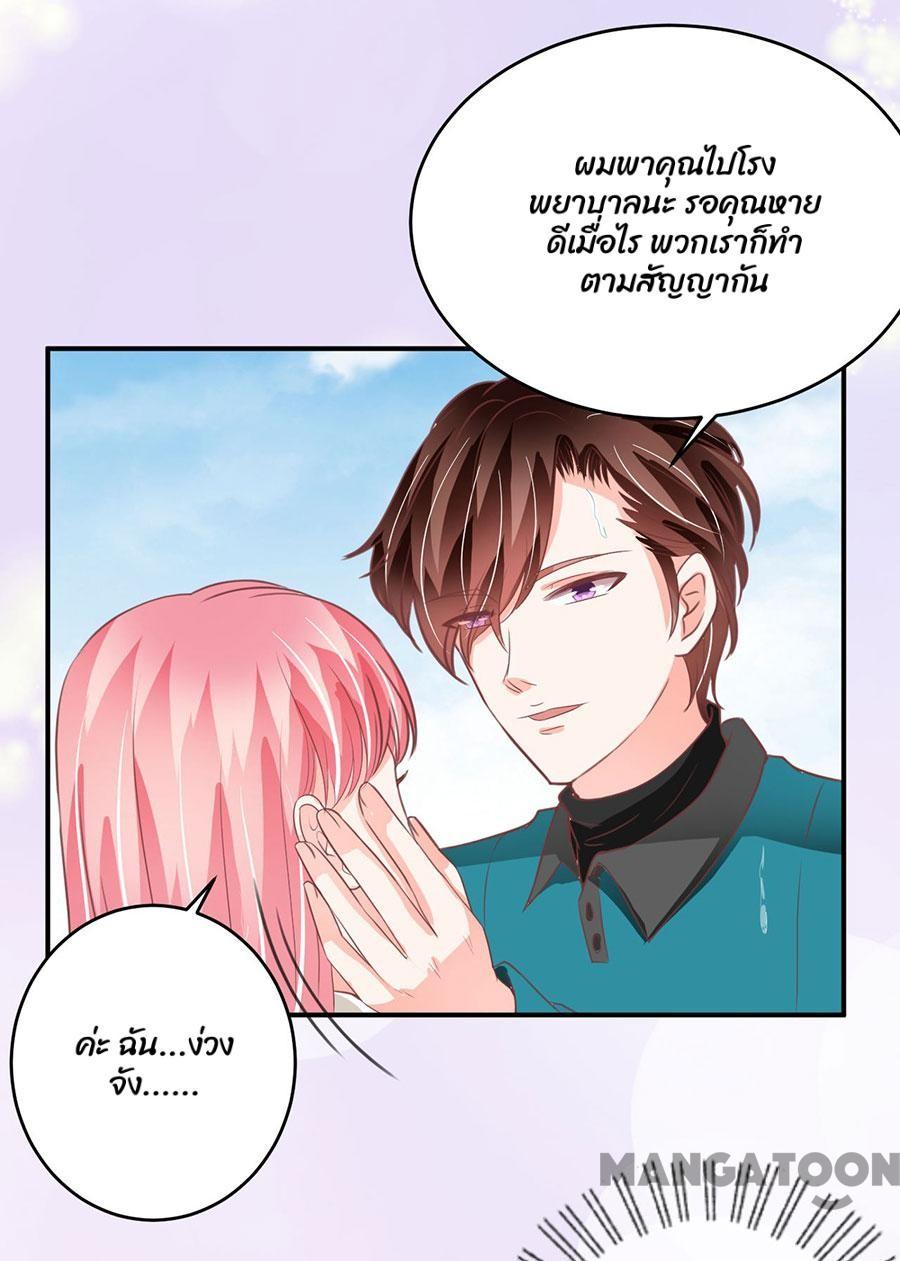 ผมพาคุณไปโรง
พยาบาลนะ รอคุณหาย
ดีเมื่อไร พวกเราก็ทำ
ตามสัญญากัน
ค่ะ ฉัน...ง่วง
จัง......
MANGATOON